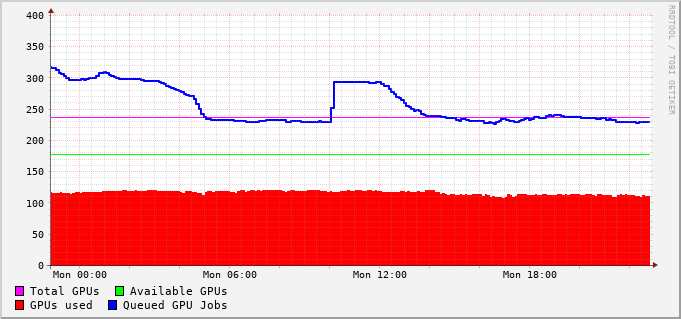 400
350
300
250
200
150
100
50
0
Mon 00:00 Mon 06:00 Mon 12:00 Mon 18:00
Total GPUs Available GPUs
GPUs used Queued GPU Jobs
RRDTOOL / TOBI OETIKER